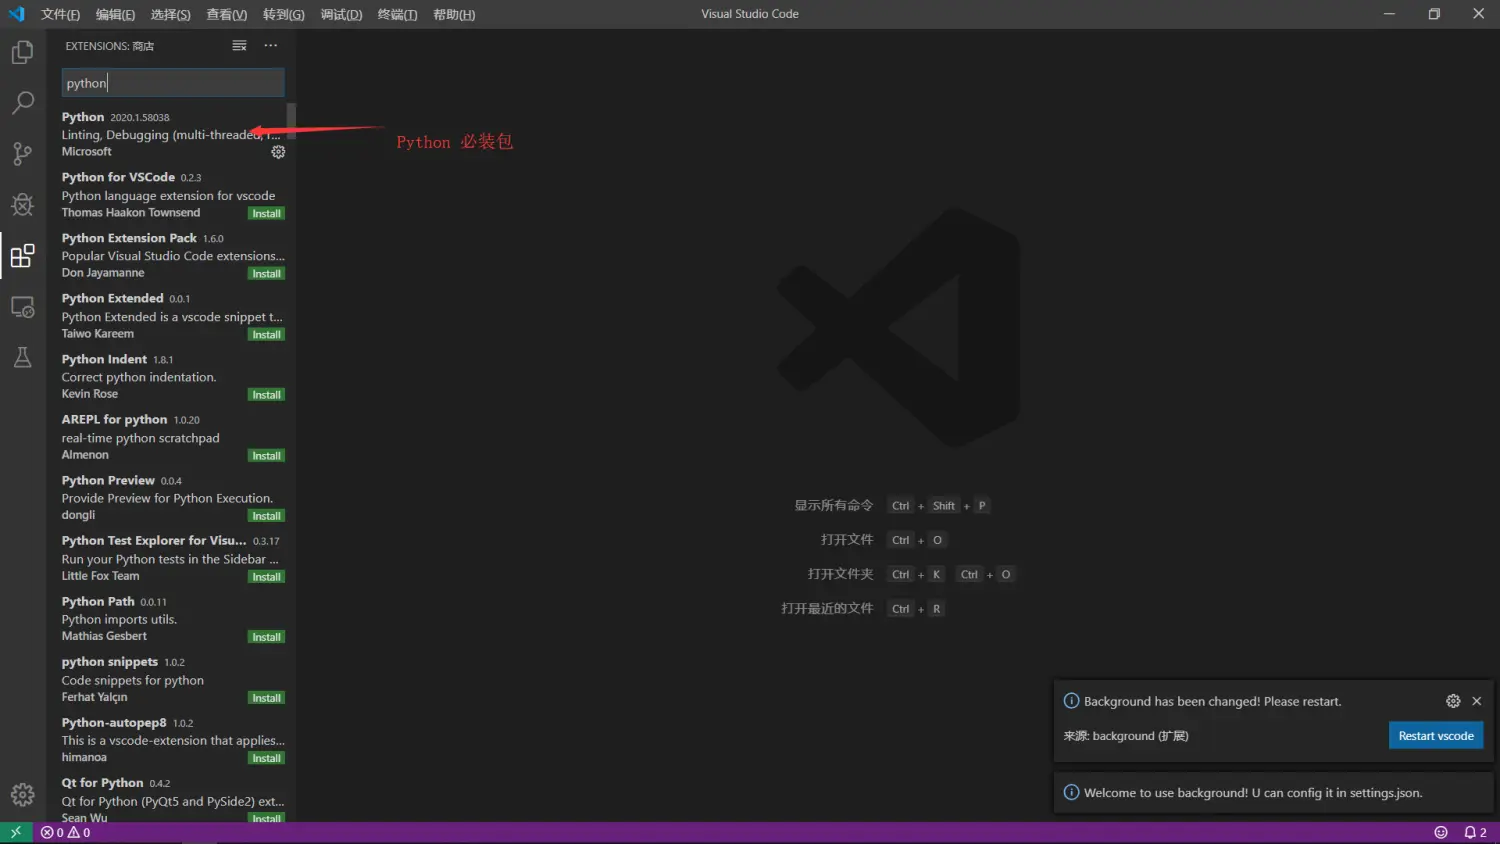 文件(F) 编辑(E) 选择(S) 查看(V) 转到(G) 调试(D) 终端(T) 帮助(H) Visual Studio Code
EXTENSIONS: 商店
python
Python 2020.1.58038
Linting, Debugging (multi-threaded, r...
Microsoft
Python 必装包
Python for VSCode 0.2.3
Python language extension for vscode
Thomas Haakon Townsend Install
Python Extension Pack 1.6.0
Popular Visual Studio Code extensions...
Don Jayamanne Install
Python Extended 0.0.1
Python Extended is a vscode snippet t...
Taiwo Kareem Install
Python Indent 1.8.1
Correct python indentation.
Kevin Rose Install
AREPL for python 1.0.20
real-time python scratchpad
Almenon Install
Python Preview 0.0.4
Provide Preview for Python Execution.
dongli Install
Python Test Explorer for Visu... 0.3.17
Run your Python tests in the Sidebar ...
Little Fox Team Install
Python Path 0.0.11
Python imports utils.
Mathias Gesbert Install
python snippets 1.0.2
Code snippets for python
Ferhat Yalçın Install
Python-autopep8 1.0.2
This is a vscode-extension that applies...
himanoa Install
Qt for Python 0.4.2
Qt for Python (PyQt5 and PySide2) ext...
Sean Wu Install
显示所有命令 Ctrl + Shift + P
打开文件 Ctrl + O
打开文件夹 Ctrl + K Ctrl + O
打开最近的文件 Ctrl + R
Background has been changed! Please restart.
来源: background (扩展) Restart vscode
Welcome to use background! U can config it in settings.json.
0 0 2